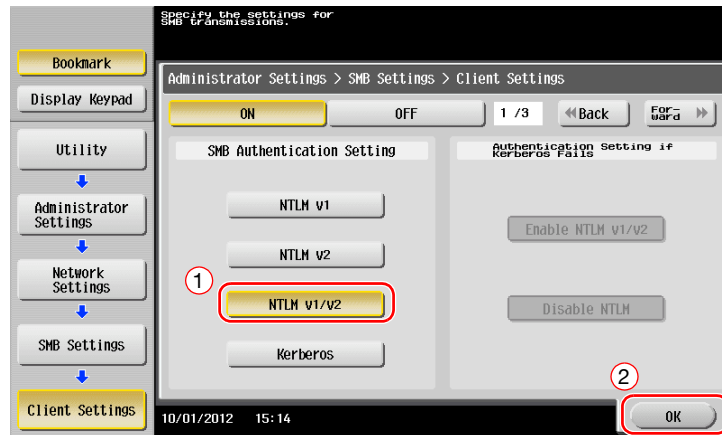 Specify the settings for
SMB transmissions.
Bookmark
Display Keypad
Utility
Administrator
Settings
Network
Settings
SMB Settings
Client Settings
Administrator Settings > SMB Settings > Client Settings
ON OFF 1 /3 Back For-
ward
SMB Authentication Setting
NTLM v1
NTLM v2
1
NTLM v1/v2
Kerberos
Authentication Setting if
Kerberos Fails
Enable NTLM v1/v2
Disable NTLM
2
10/01/2012 15:14
OK